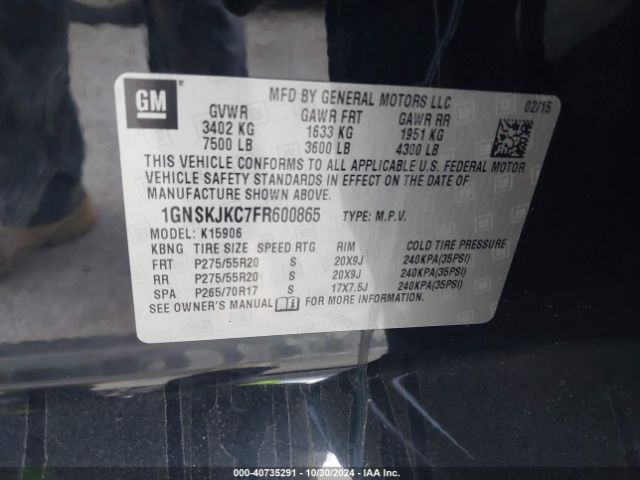 GM
MFD BY GENERAL MOTORS LLC 02/15
GVWR GAWR FRT GAWR RR
3402 KG 1633 KG 1951 KG
7500 LB 3600 LB 4300 LB
THIS VEHICLE CONFORMS TO ALL APPLICABLE U.S. FEDERAL MOTOR
VEHICLE SAFETY STANDARDS IN EFFECT ON THE DATE OF
MANUFACTURE SHOWN ABOVE.
1GNSKJKC7FR600865 TYPE: M.P.V.
MODEL: K15906
KBNG TIRE SIZE SPEED RTG RIM COLD TIRE PRESSURE
FRT P275/55R20 S 20X9J 240KPA(35PSI)
RR P275/55R20 S 20X9J 240KPA(35PSI)
SPA P265/70R17 S 17X7.5J 240KPA(35PSI)
SEE OWNER'S MANUAL FOR MORE INFORMATION.
000-40735291 - 10/30/2024 - IAA Inc.